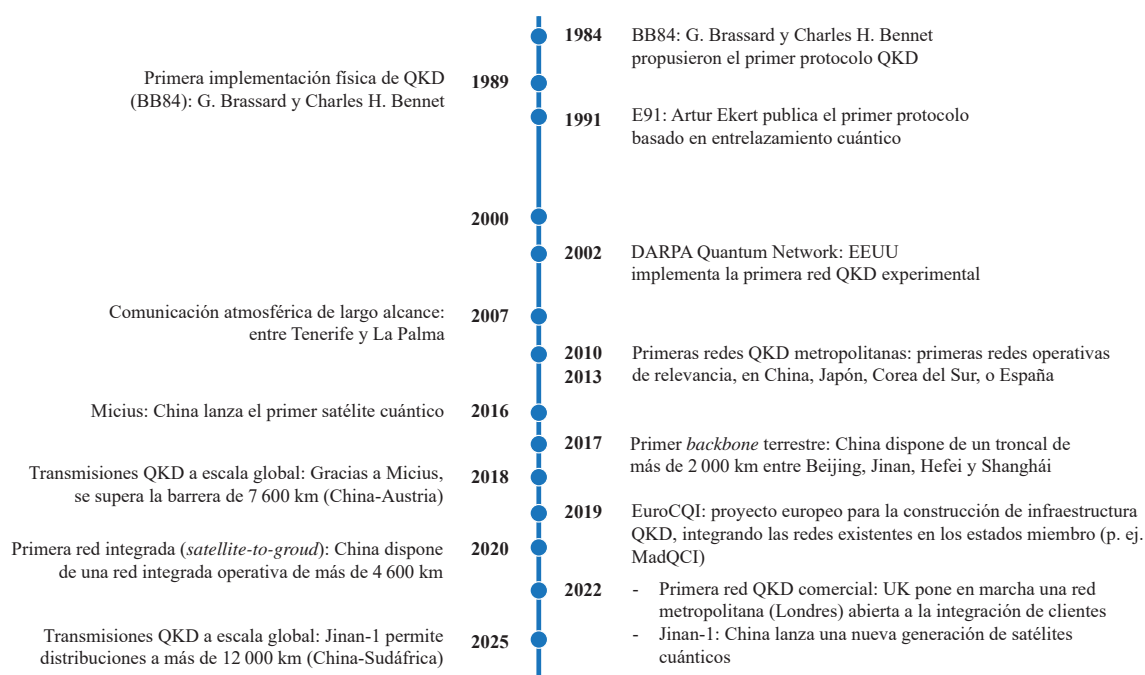 1984 BB84: G. Brassard y Charles H. Bennet
propusieron el primer protocolo QKD
Primera implementación física de QKD 1989
(BB84): G. Brassard y Charles H. Bennet
1991 E91: Artur Ekert publica el primer protocolo
basado en entrelazamiento cuántico
2000
2002 DARPA Quantum Network: EEUU
implementa la primera red QKD experimental
Comunicación atmosférica de largo alcance: 2007
entre Tenerife y La Palma
2010 Primeras redes QKD metropolitanas: primeras redes operativas
2013 de relevancia, en China, Japón, Corea del Sur, o España
Micius: China lanza el primer satélite cuántico 2016
2017 Primer backbone terrestre: China dispone de un troncal de
más de 2 000 km entre Beijing, Jinan, Hefei y Shanghái
Transmisiones QKD a escala global: Gracias a Micius, 2018
se supera la barrera de 7 600 km (China-Austria)
2019 EuroCQI: proyecto europeo para la construcción de infraestructura
QKD, integrando las redes existentes en los estados miembro (p. ej.
MadQCI)
Primera red integrada (satellite-to-groud): China dispone 2020
de una red integrada operativa de más de 4 600 km
2022 - Primera red QKD comercial: UK pone en marcha una red
metropolitana (Londres) abierta a la integración de clientes
- Jinan-1: China lanza una nueva generación de satélites
cuánticos
Transmisiones QKD a escala global: Jinan-1 permite 2025
distribuciones a más de 12 000 km (China-Sudáfrica)